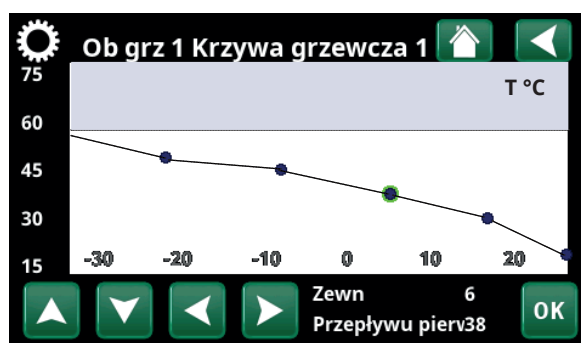 Ob grz 1 Krzywa grzewcza 1
75
T °C
60
45
30
15
-30 -20 -10 0 10 20
Zewn 6
Przepływu pierv38
OK